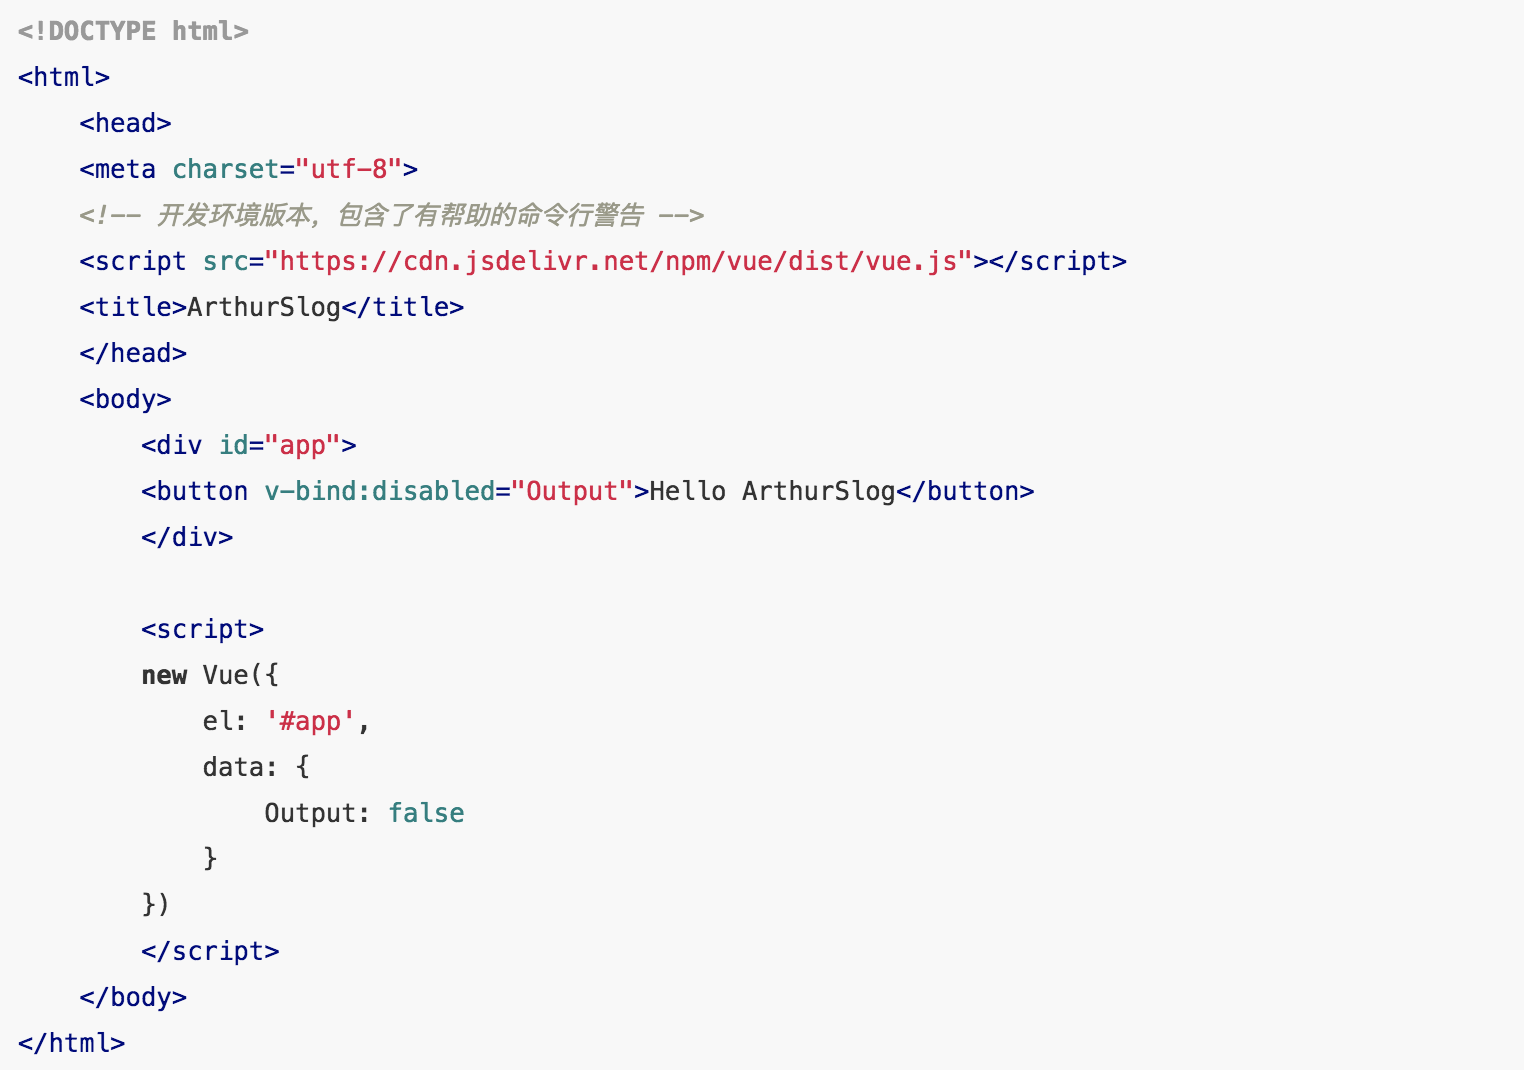 <!DOCTYPE html>
<html>
    <head>
    <meta charset="utf-8">
    <!-- 开发环境版本，包含了有帮助的命令行警告 -->
    <script src="https://cdn.jsdelivr.net/npm/vue/dist/vue.js"></script>
    <title>ArthurSlog</title>
    </head>
    <body>
        <div id="app">
        <button v-bind:disabled="Output">Hello ArthurSlog</button>
        </div>

        <script>
        new Vue({
            el: '#app',
            data: {
                Output: false
            }
        })
        </script>
    </body>
</html>